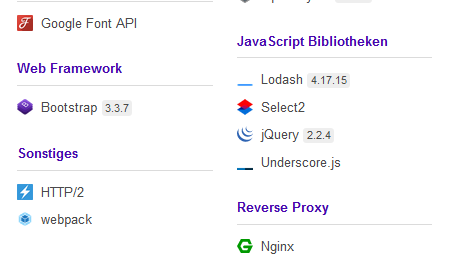 Google Font API
Web Framework
Bootstrap 3.3.7
Sonstiges
HTTP/2
webpack
JavaScript Bibliotheken
Lodash 4.17.15
Select2
jQuery 2.2.4
Underscore.js
Reverse Proxy
Nginx